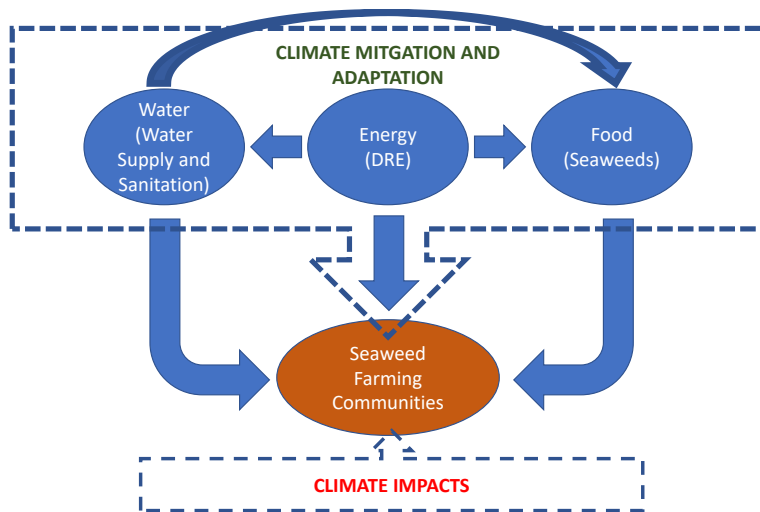 CLIMATE MITGATION AND
ADAPTATION
Water
(Water
Supply and
Sanitation)
Energy
(DRE)
Food
(Seaweeds)
Seaweed
Farming
Communities
CLIMATE IMPACTS